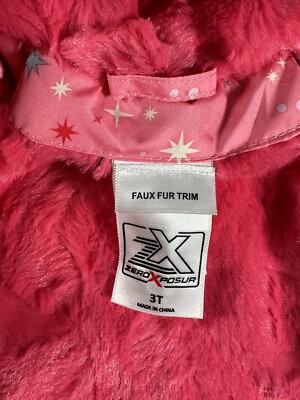 FAUX FUR TRIM
ZX
ZEROXPOSUR
3T
MADE IN CHINA